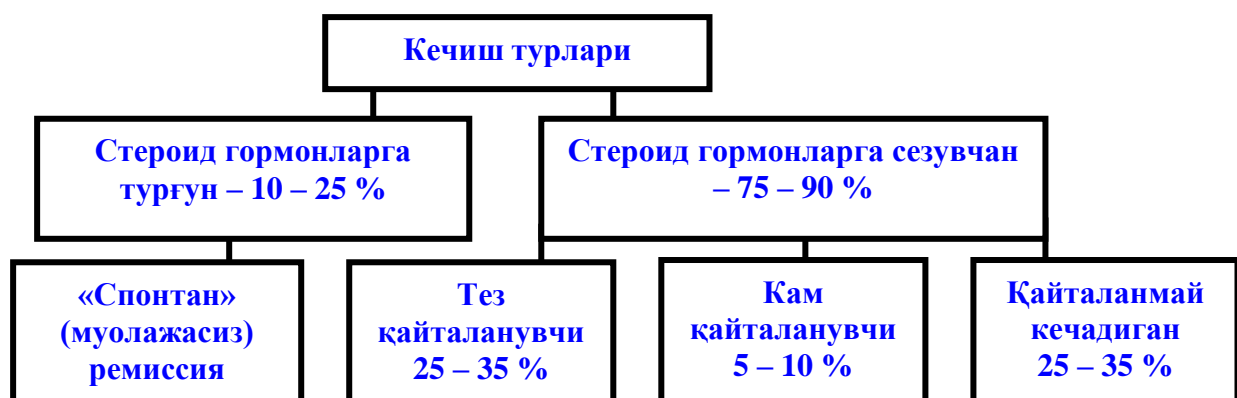 Кечиш турлари
Стероид гормонларга
турғун – 10 – 25 %
Стероид гормонларга сезувчан
– 75 – 90 %
«Спонтан»
(муолажасиз)
ремиссия
Тез
қайталанувчи
25 – 35 %
Кам
қайталанувчи
5 – 10 %
Қайталанмай
кечадиган
25 – 35 %